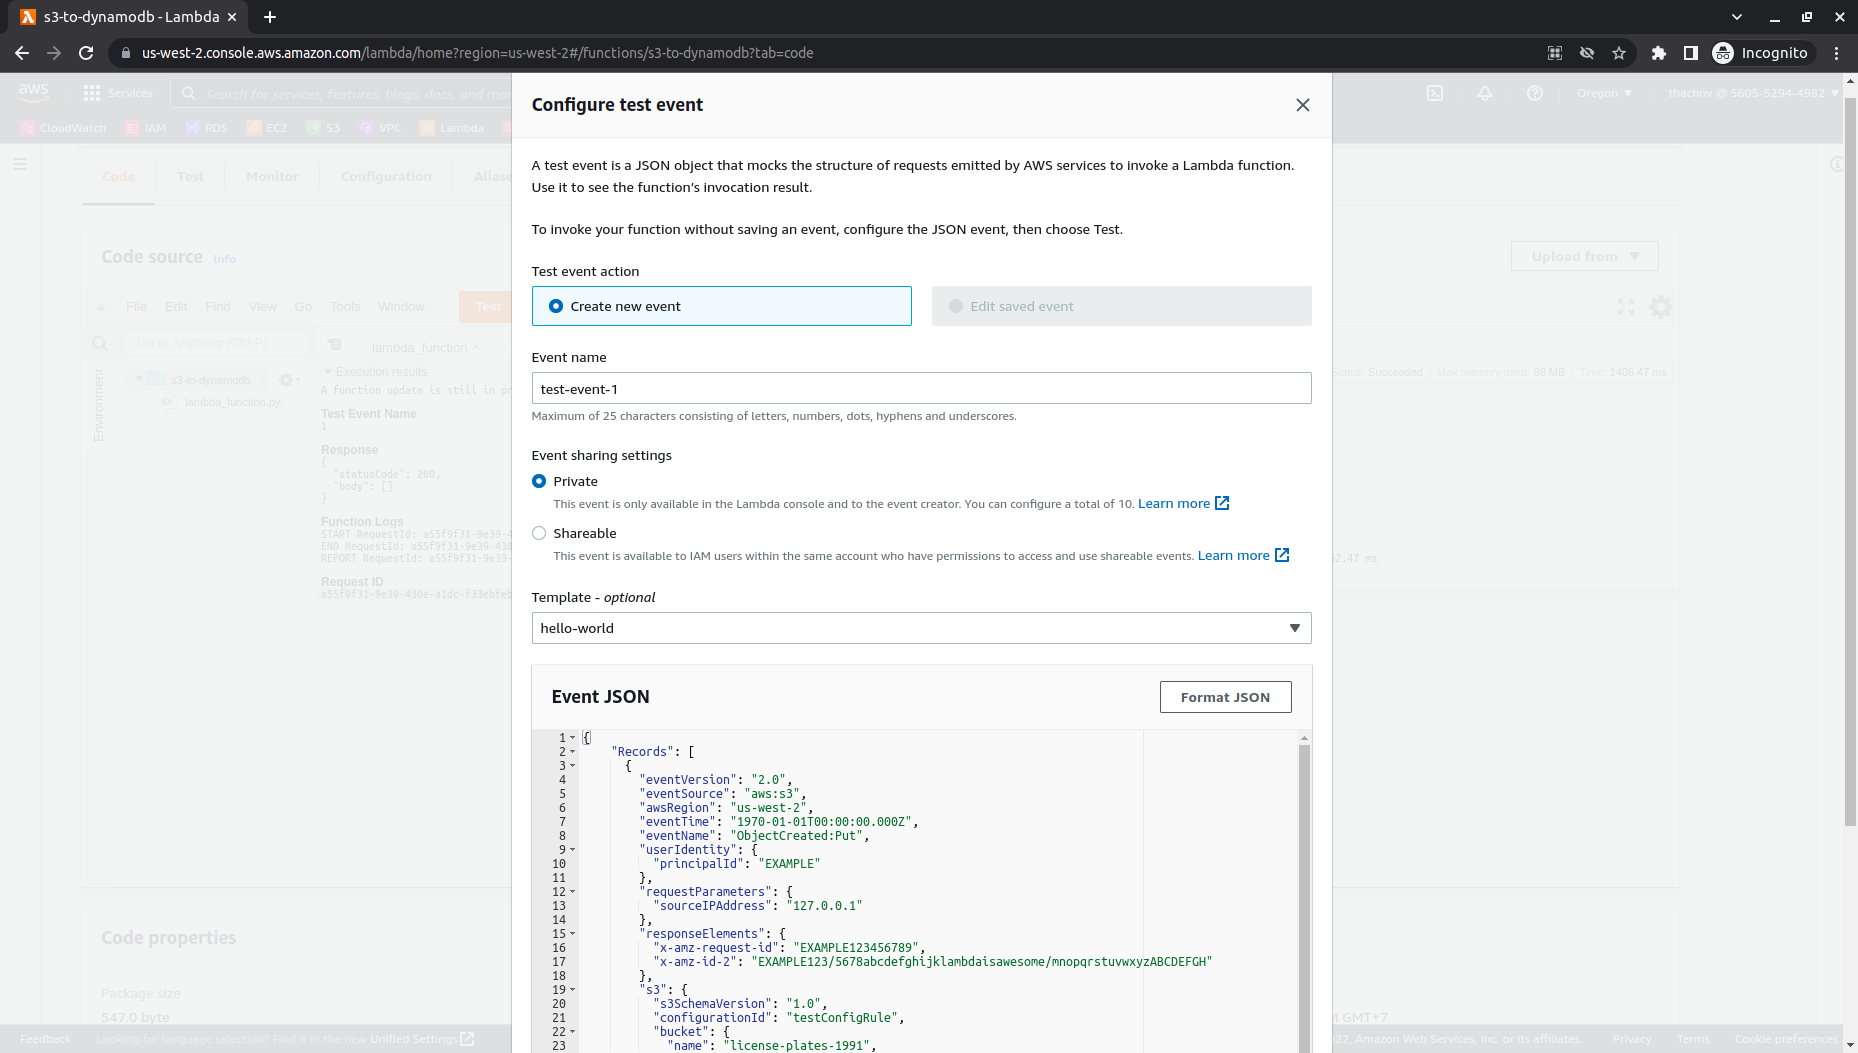 s3-to-dynamodb - Lambda
us-west-2.console.aws.amazon.com/lambda/home?region=us-west-2#/functions/s3-to-dynamodb?tab=code
Incognito
aws
Services
Search for services, features, blogs, docs, and mor
Oregon
thachnv @ 5605-5294-4982
CloudWatch
IAM
RDS
EC2
S3
VPC
Lambda
Code
Test
Monitor
Configuration
Aliase
Code source
Info
Upload from
File
Edit
Find
View
Go
Tools
Window
Test
Go to Anything (Ctrl-P)
lambda_function
Environment
s3-to-dynamodb
lambda_function.py
Execution results
Status: Succeeded
Max memory used: 68 MB
Time: 1406.47 ms
A function update is still in pr
Test Event Name
1
Response
{
"statusCode": 200,
"body": []
}
Function Logs
START RequestId: a55f9f31-9e39-4
END RequestId: a55f9f31-9e39-430
REPORT RequestId: a55f9f31-9e39-
2.47 ms
Request ID
a55f9f31-9e39-430e-a1dc-f33ebfeb
Code properties
Package size
547.0 byte
M GMT+7
Configure test event
A test event is a JSON object that mocks the structure of requests emitted by AWS services to invoke a Lambda function.
Use it to see the function's invocation result.
To invoke your function without saving an event, configure the JSON event, then choose Test.
Test event action
Create new event
Edit saved event
Event name
test-event-1
Maximum of 25 characters consisting of letters, numbers, dots, hyphens and underscores.
Event sharing settings
Private
This event is only available in the Lambda console and to the event creator. You can configure a total of 10. Learn more
Shareable
This event is available to IAM users within the same account who have permissions to access and use shareable events. Learn more
Template - optional
hello-world
Event JSON
Format JSON
1 {
2 "Records": [
3 {
4 "eventVersion": "2.0",
5 "eventSource": "aws:s3",
6 "awsRegion": "us-west-2",
7 "eventTime": "1970-01-01T00:00:00.000Z",
8 "eventName": "ObjectCreated:Put",
9 "userIdentity": {
10 "principalId": "EXAMPLE"
11 },
12 "requestParameters": {
13 "sourceIPAddress": "127.0.0.1"
14 },
15 "responseElements": {
16 "x-amz-request-id": "EXAMPLE123456789",
17 "x-amz-id-2": "EXAMPLE123/5678abcdefghijklambdaisawesome/mnopqrstuvwxyzABCDEFGH"
18 },
19 "s3": {
20 "s3SchemaVersion": "1.0",
21 "configurationId": "testConfigRule",
22 "bucket": {
23 "name": "license-plates-1991",
Feedback
Looking for language selection? Find it in the new Unified Settings
22, Amazon Web Services, Inc. or its affiliates.
Privacy
Terms
Cookie preferences